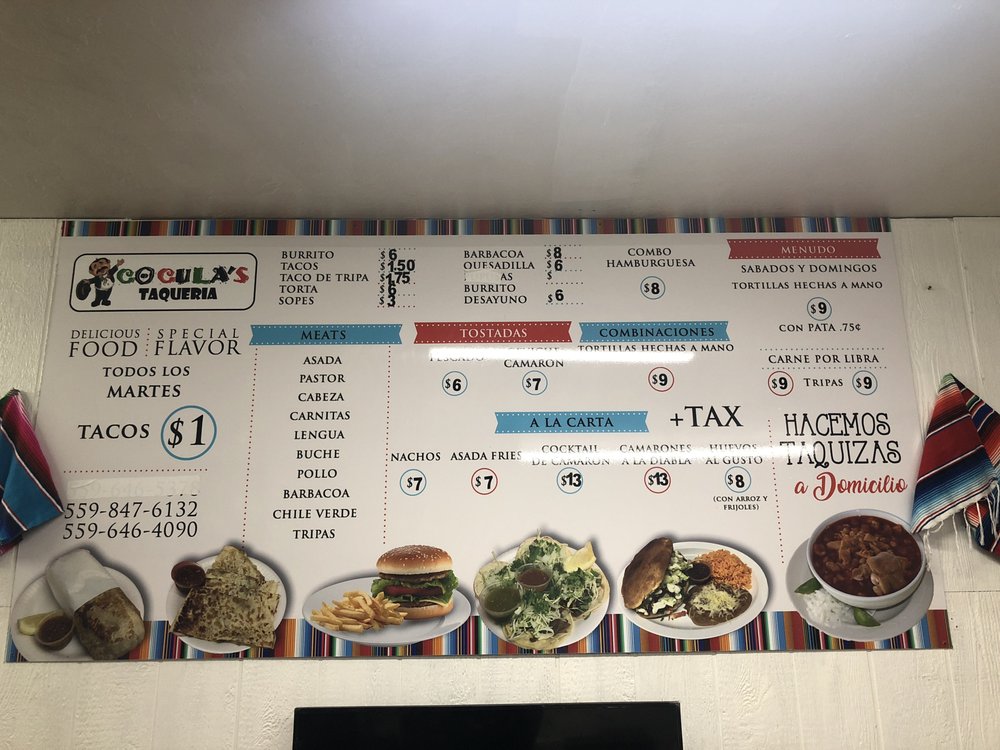 COCULA'S
TAQUERIA
DELICIOUS FOOD
SPECIAL FLAVOR
TODOS LOS
MARTES
TACOS $1
559-847-6132
559-646-4090
BURRITO $6
TACOS $1.50
TACO DE TRIPA $1.75
TORTA $6
SOPES $3
BARBACOA $8
QUESADILLA $6
AS $
BURRITO
DESAYUNO $6
COMBO
HAMBURGUESA
$8
MENUDO
SABADOS Y DOMINGOS
TORTILLAS HECHAS A MANO
$9
CON PATA .75¢
CARNE POR LIBRA
$9 TRIPAS $9
MEATS
ASADA
PASTOR
CABEZA
CARNITAS
LENGUA
BUCHE
POLLO
BARBACOA
CHILE VERDE
TRIPAS
TOSTADAS
PESCADO
$6
CAMARON
$7
COMBINACIONES
TORTILLAS HECHAS A MANO
$9
A LA CARTA
+TAX
NACHOS
$7
ASADA FRIES
$7
COCKTAIL
DE CAMARON
$13
CAMARONES
A LA DIABLA
$13
HUEVOS
AL GUSTO
$8
(CON ARROZ Y
FRIJOLES)
HACEMOS
TAQUIZAS
a Domicilio